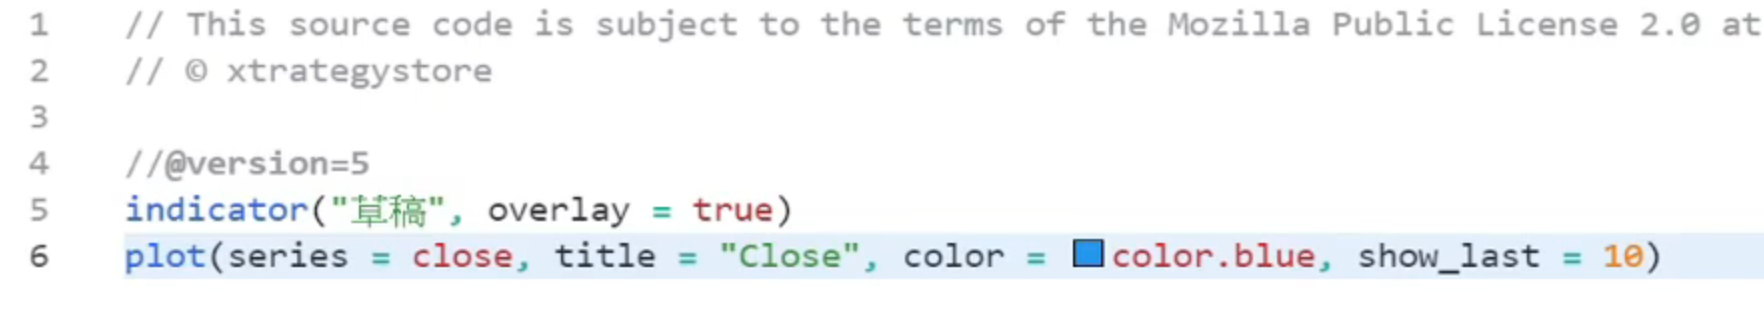 1 // This source code is subject to the terms of the Mozilla Public License 2.0 at
2 // © xtrategystore
3
4 //@version=5
5 indicator("草稿", overlay = true)
6 plot(series = close, title = "Close", color = color.blue, show_last = 10)